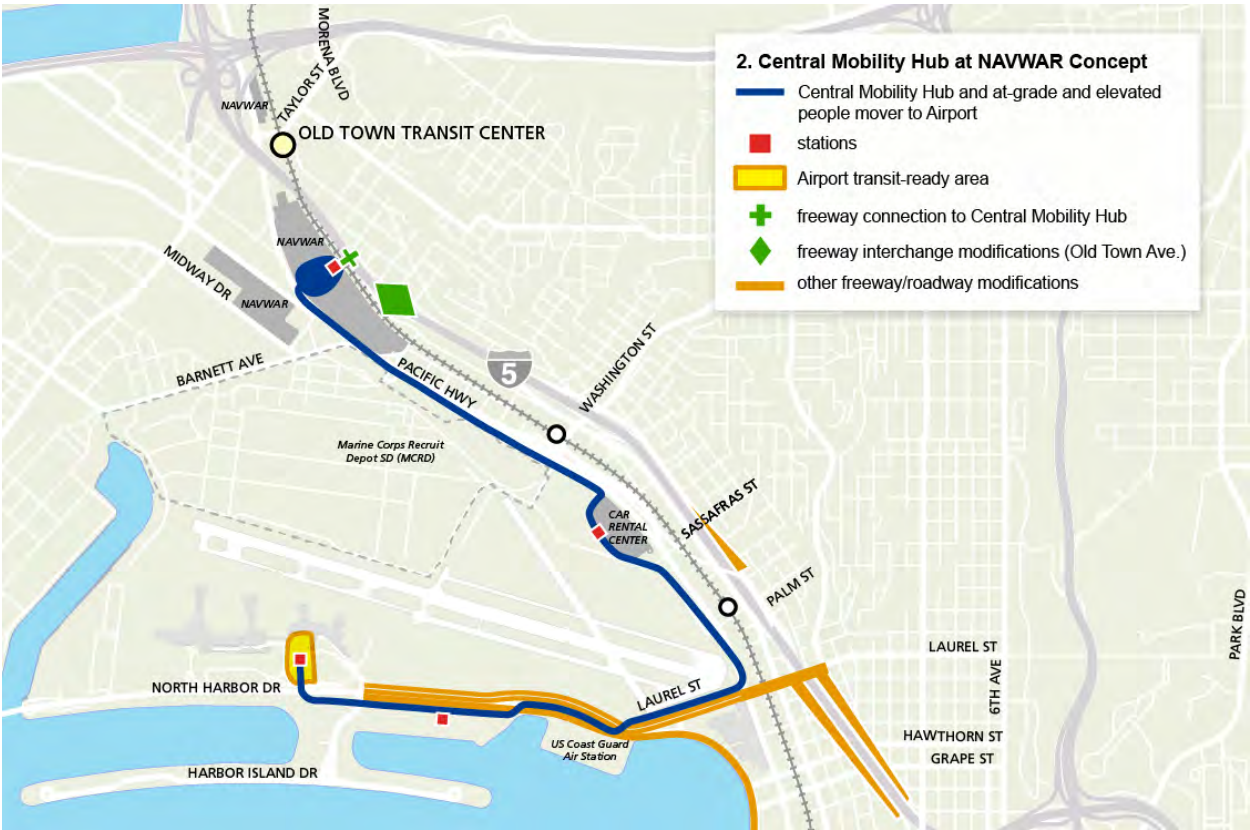 MORENA BLVD
TAYLOR ST
NAVWAR
OLD TOWN TRANSIT CENTER
2. Central Mobility Hub at NAVWAR Concept
Central Mobility Hub and at-grade and elevated
people mover to Airport
stations
Airport transit-ready area
freeway connection to Central Mobility Hub
freeway interchange modifications (Old Town Ave.)
other freeway/roadway modifications
NAVWAR
MIDWAY DR
NAVWAR
BARNETT AVE
PACIFIC HWY
5
WASHINGTON ST
Marine Corps Recruit
Depot SD (MCRD)
CAR
RENTAL
CENTER
SASSAFRAS ST
PALM ST
PARK BLVD
LAUREL ST
6TH AVE
NORTH HARBOR DR
LAUREL ST
HAWTHORN ST
GRAPE ST
US Coast Guard
Air Station
HARBOR ISLAND DR